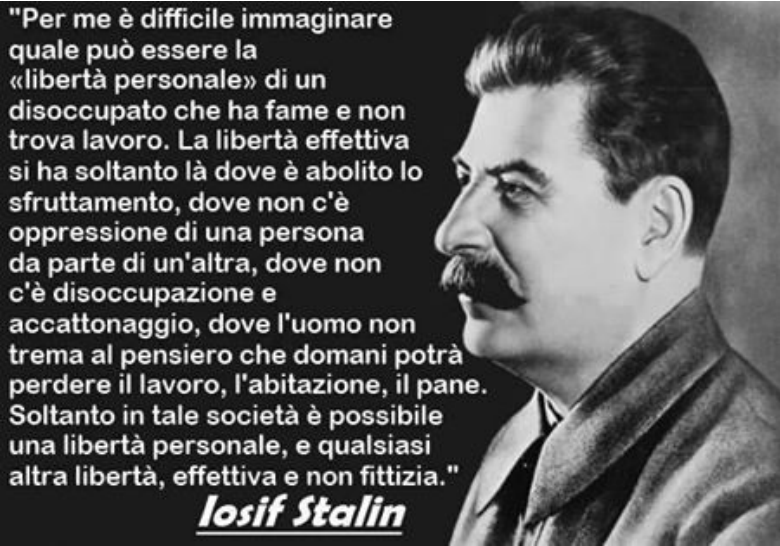 "Per me è difficile immaginare
quale può essere la
«libertà personale» di un
disoccupato che ha fame e non
trova lavoro. La libertà effettiva
si ha soltanto là dove è abolito lo
sfruttamento, dove non c'è
oppressione di una persona
da parte di un'altra, dove non
c'è disoccupazione e
accattonaggio, dove l'uomo non
trema al pensiero che domani potrà
perdere il lavoro, l'abitazione, il pane.
Soltanto in tale società è possibile
una libertà personale, e qualsiasi
altra libertà, effettiva e non fittizia."
Iosif Stalin